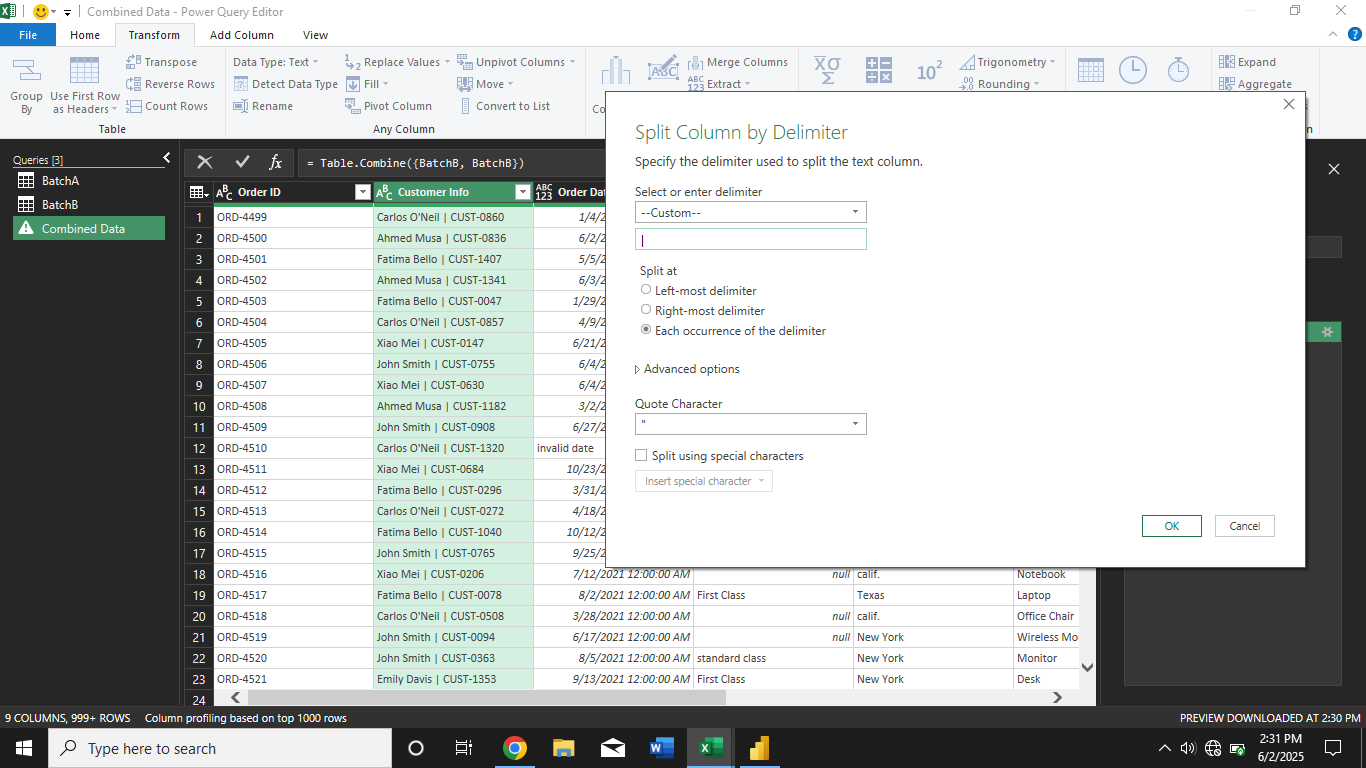 Combined Data - Power Query Editor
File Home Transform Add Column View
Group By
Use First Row as Headers
Transpose
Reverse Rows
Count Rows
Table
Data Type: Text
Detect Data Type
Rename
Replace Values
Fill
Pivot Column
Unpivot Columns
Move
Convert to List
Any Column
Co
ABC
Merge Columns
ABC 123 Extract
XΣ
10²
Trigonometry
Rounding
Expand
Aggregate
n
Queries [3]
BatchA
BatchB
Combined Data
fx
= Table.Combine({BatchB, BatchB})
ABC Order ID ABC Customer Info ABC 123 Order Dat
1 ORD-4499 Carlos O'Neil | CUST-0860 1/4/2
2 ORD-4500 Ahmed Musa | CUST-0836 6/2/2
3 ORD-4501 Fatima Bello | CUST-1407 5/5/2
4 ORD-4502 Ahmed Musa | CUST-1341 6/3/2
5 ORD-4503 Fatima Bello | CUST-0047 1/29/2
6 ORD-4504 Carlos O'Neil | CUST-0857 4/9/2
7 ORD-4505 Xiao Mei | CUST-0147 6/21/2
8 ORD-4506 John Smith | CUST-0755 6/4/2
9 ORD-4507 Xiao Mei | CUST-0630 6/4/2
10 ORD-4508 Ahmed Musa | CUST-1182 3/2/2
11 ORD-4509 John Smith | CUST-0908 6/27/2
12 ORD-4510 Carlos O'Neil | CUST-1320 invalid date
13 ORD-4511 Xiao Mei | CUST-0684 10/23/2
14 ORD-4512 Fatima Bello | CUST-0296 3/31/2
15 ORD-4513 Carlos O'Neil | CUST-0272 4/18/2
16 ORD-4514 Fatima Bello | CUST-1040 10/12/2
17 ORD-4515 John Smith | CUST-0765 9/25/2
18 ORD-4516 Xiao Mei | CUST-0206 7/12/2021 12:00:00 AM null calif. Notebook
19 ORD-4517 Fatima Bello | CUST-0078 8/2/2021 12:00:00 AM First Class Texas Laptop
20 ORD-4518 Carlos O'Neil | CUST-0508 3/28/2021 12:00:00 AM null calif. Office Chair
21 ORD-4519 John Smith | CUST-0094 6/17/2021 12:00:00 AM null New York Wireless Mo
22 ORD-4520 John Smith | CUST-0363 8/5/2021 12:00:00 AM standard class New York Monitor
23 ORD-4521 Emily Davis | CUST-1353 9/13/2021 12:00:00 AM First Class New York Desk
24
Split Column by Delimiter
Specify the delimiter used to split the text column.
Select or enter delimiter
--Custom--
|
Split at
Left-most delimiter
Right-most delimiter
Each occurrence of the delimiter
Advanced options
Quote Character
"
Split using special characters
Insert special character
OK Cancel
9 COLUMNS, 999+ ROWS Column profiling based on top 1000 rows PREVIEW DOWNLOADED AT 2:30 PM
Type here to search
2:31 PM
6/2/2025